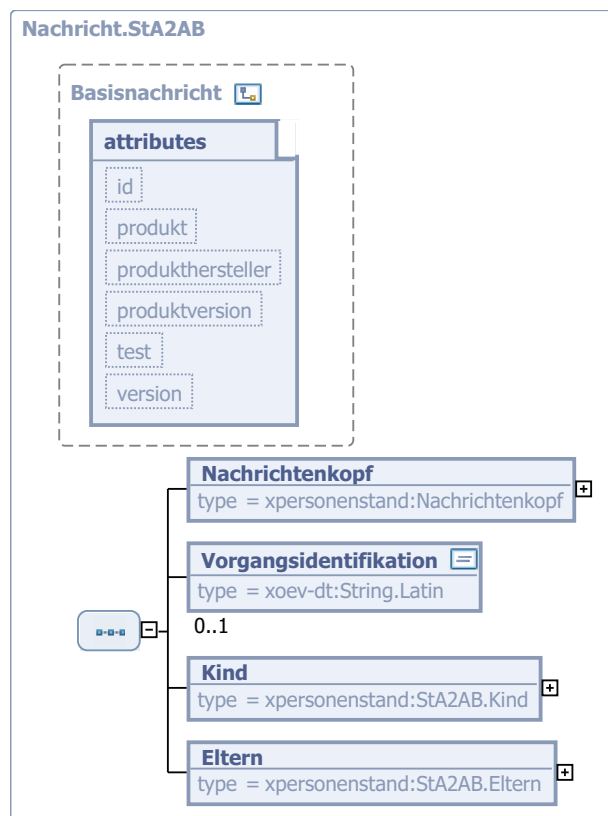 Nachricht.StA2AB
Basisnachricht
attributes
id
produkt
produkthersteller
produktversion
test
version
Nachrichtenkopf
type = xpersonenstand:Nachrichtenkopf
Vorgangsidentifikation
type = xoev-dt:String.Latin
0..1
Kind
type = xpersonenstand:StA2AB.Kind
Eltern
type = xpersonenstand:StA2AB.Eltern